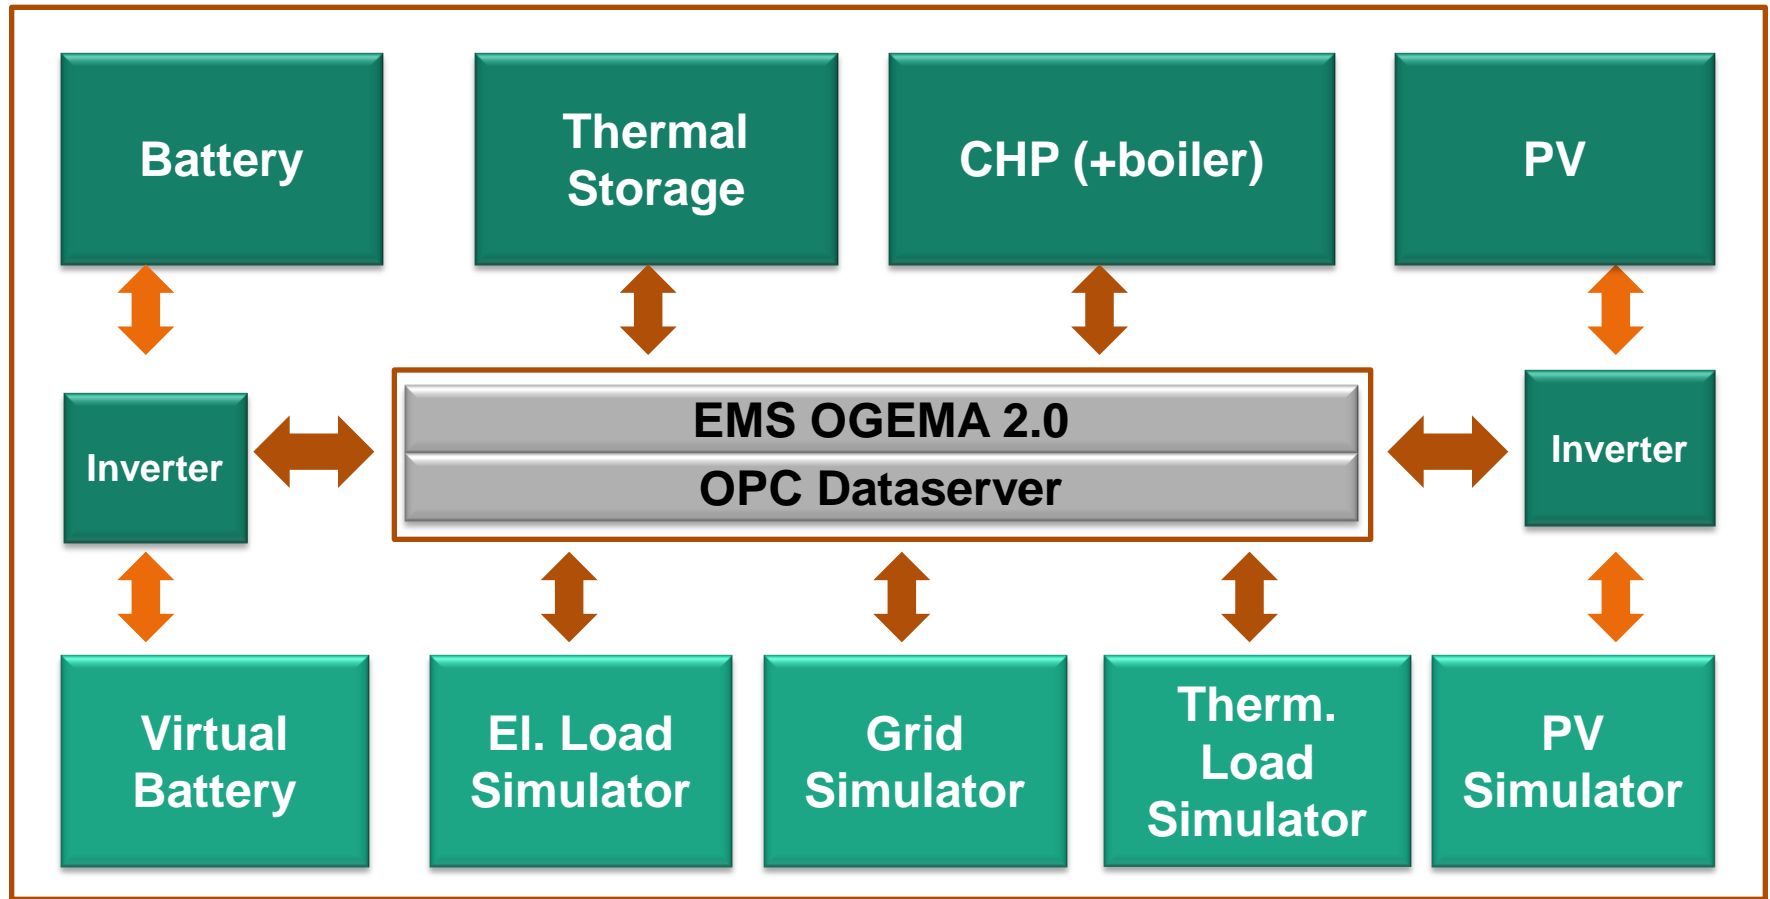 Battery
Thermal
Storage
CHP (+boiler)
PV
EMS OGEMA 2.0
OPC Dataserver
Inverter
Inverter
Virtual
Battery
El. Load
Simulator
Grid
Simulator
Therm.
Load
Simulator
PV
Simulator